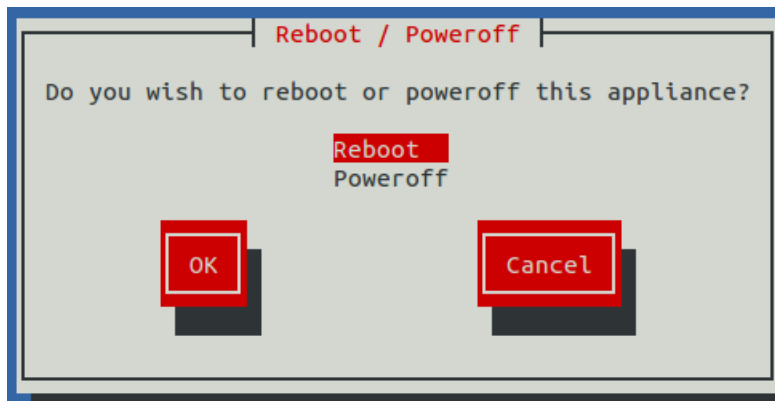 Reboot / Poweroff
Do you wish to reboot or poweroff this appliance?
Reboot
Poweroff
OK Cancel